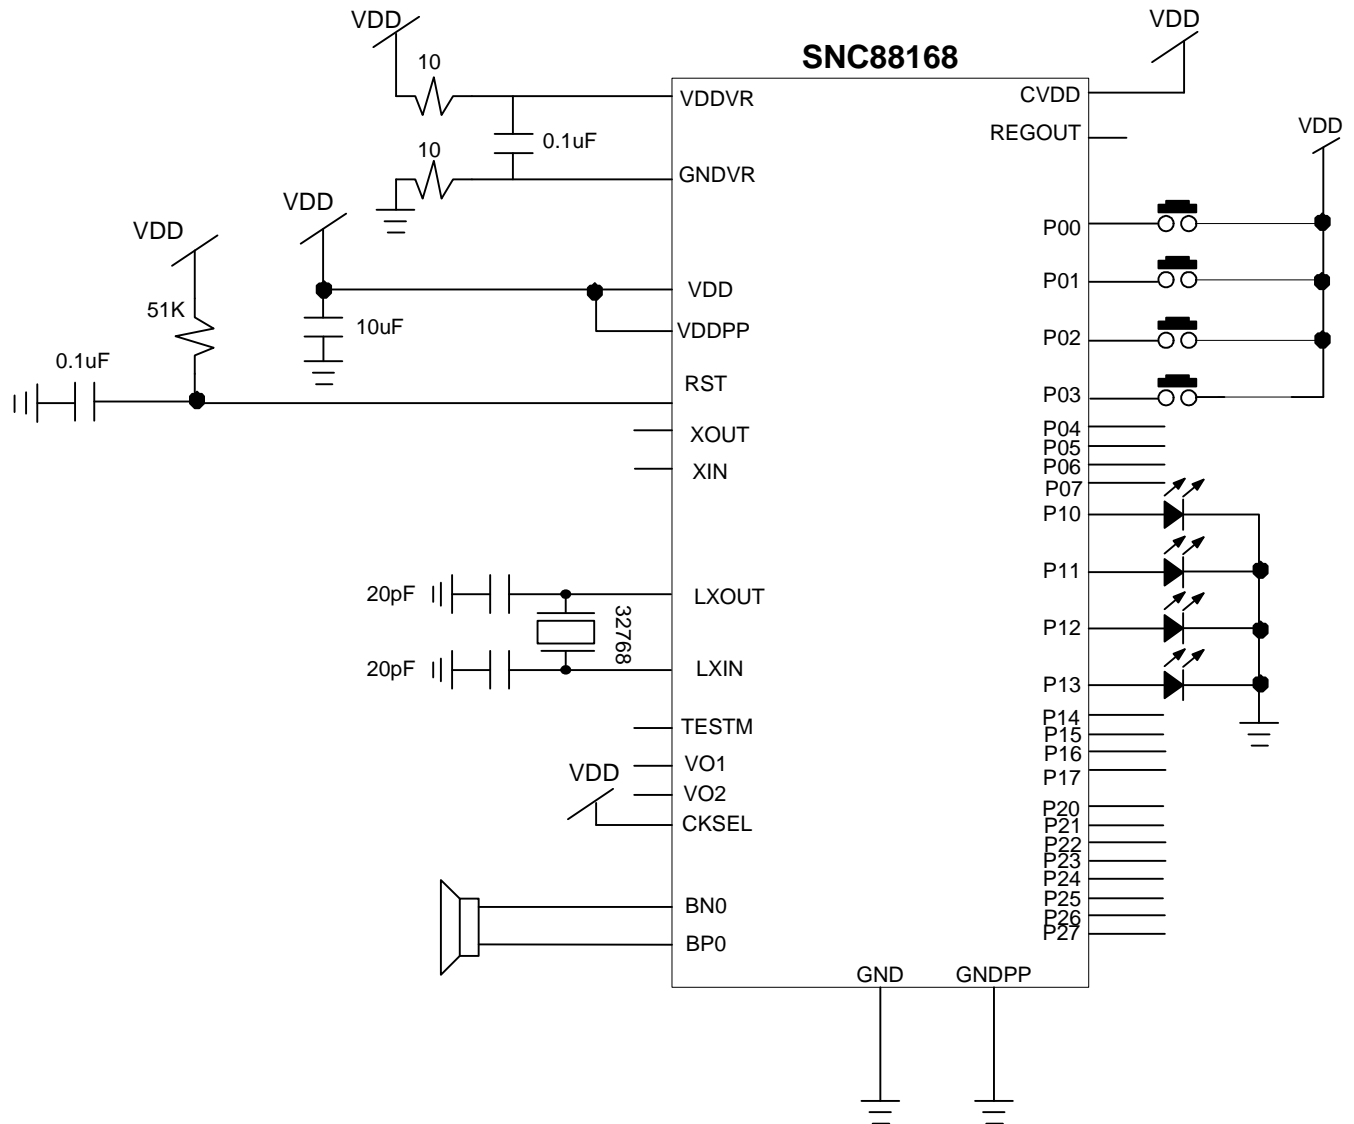 VDD
10
VDDVR
0.1uF
10
GNDVR
VDD
VDD
51K
10uF
VDD
VDDPP
0.1uF
RST
XOUT
XIN
20pF
LXOUT
32768
20pF
LXIN
TESTM
VO1
VDD
VO2
CKSEL
BN0
BP0
SNC88168
GND
GNDPP
VDD
CVDD
REGOUT
VDD
P00
P01
P02
P03
P04
P05
P06
P07
P10
P11
P12
P13
P14
P15
P16
P17
P20
P21
P22
P23
P24
P25
P26
P27